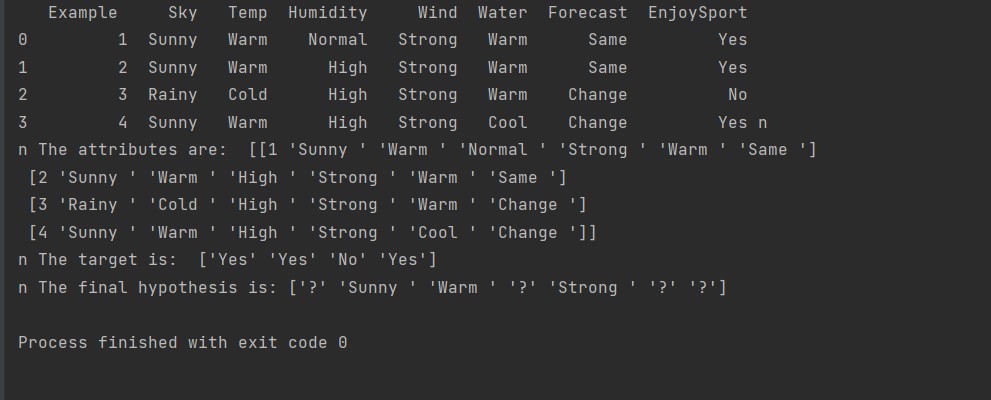 Example Sky Temp Humidity Wind Water Forecast EnjoySport
0 1 Sunny Warm Normal Strong Warm Same Yes
1 2 Sunny Warm High Strong Warm Same Yes
2 3 Rainy Cold High Strong Warm Change No
3 4 Sunny Warm High Strong Cool Change Yes n
n The attributes are:  [[1 'Sunny ' 'Warm ' 'Normal ' 'Strong ' 'Warm ' 'Same ']
[2 'Sunny ' 'Warm ' 'High ' 'Strong ' 'Warm ' 'Same ']
[3 'Rainy ' 'Cold ' 'High ' 'Strong ' 'Warm ' 'Change ']
[4 'Sunny ' 'Warm ' 'High ' 'Strong ' 'Cool ' 'Change ']]
n The target is:  ['Yes' 'Yes' 'No' 'Yes']
n The final hypothesis is: ['?' 'Sunny ' 'Warm ' '?' 'Strong ' '?' '?']
Process finished with exit code 0